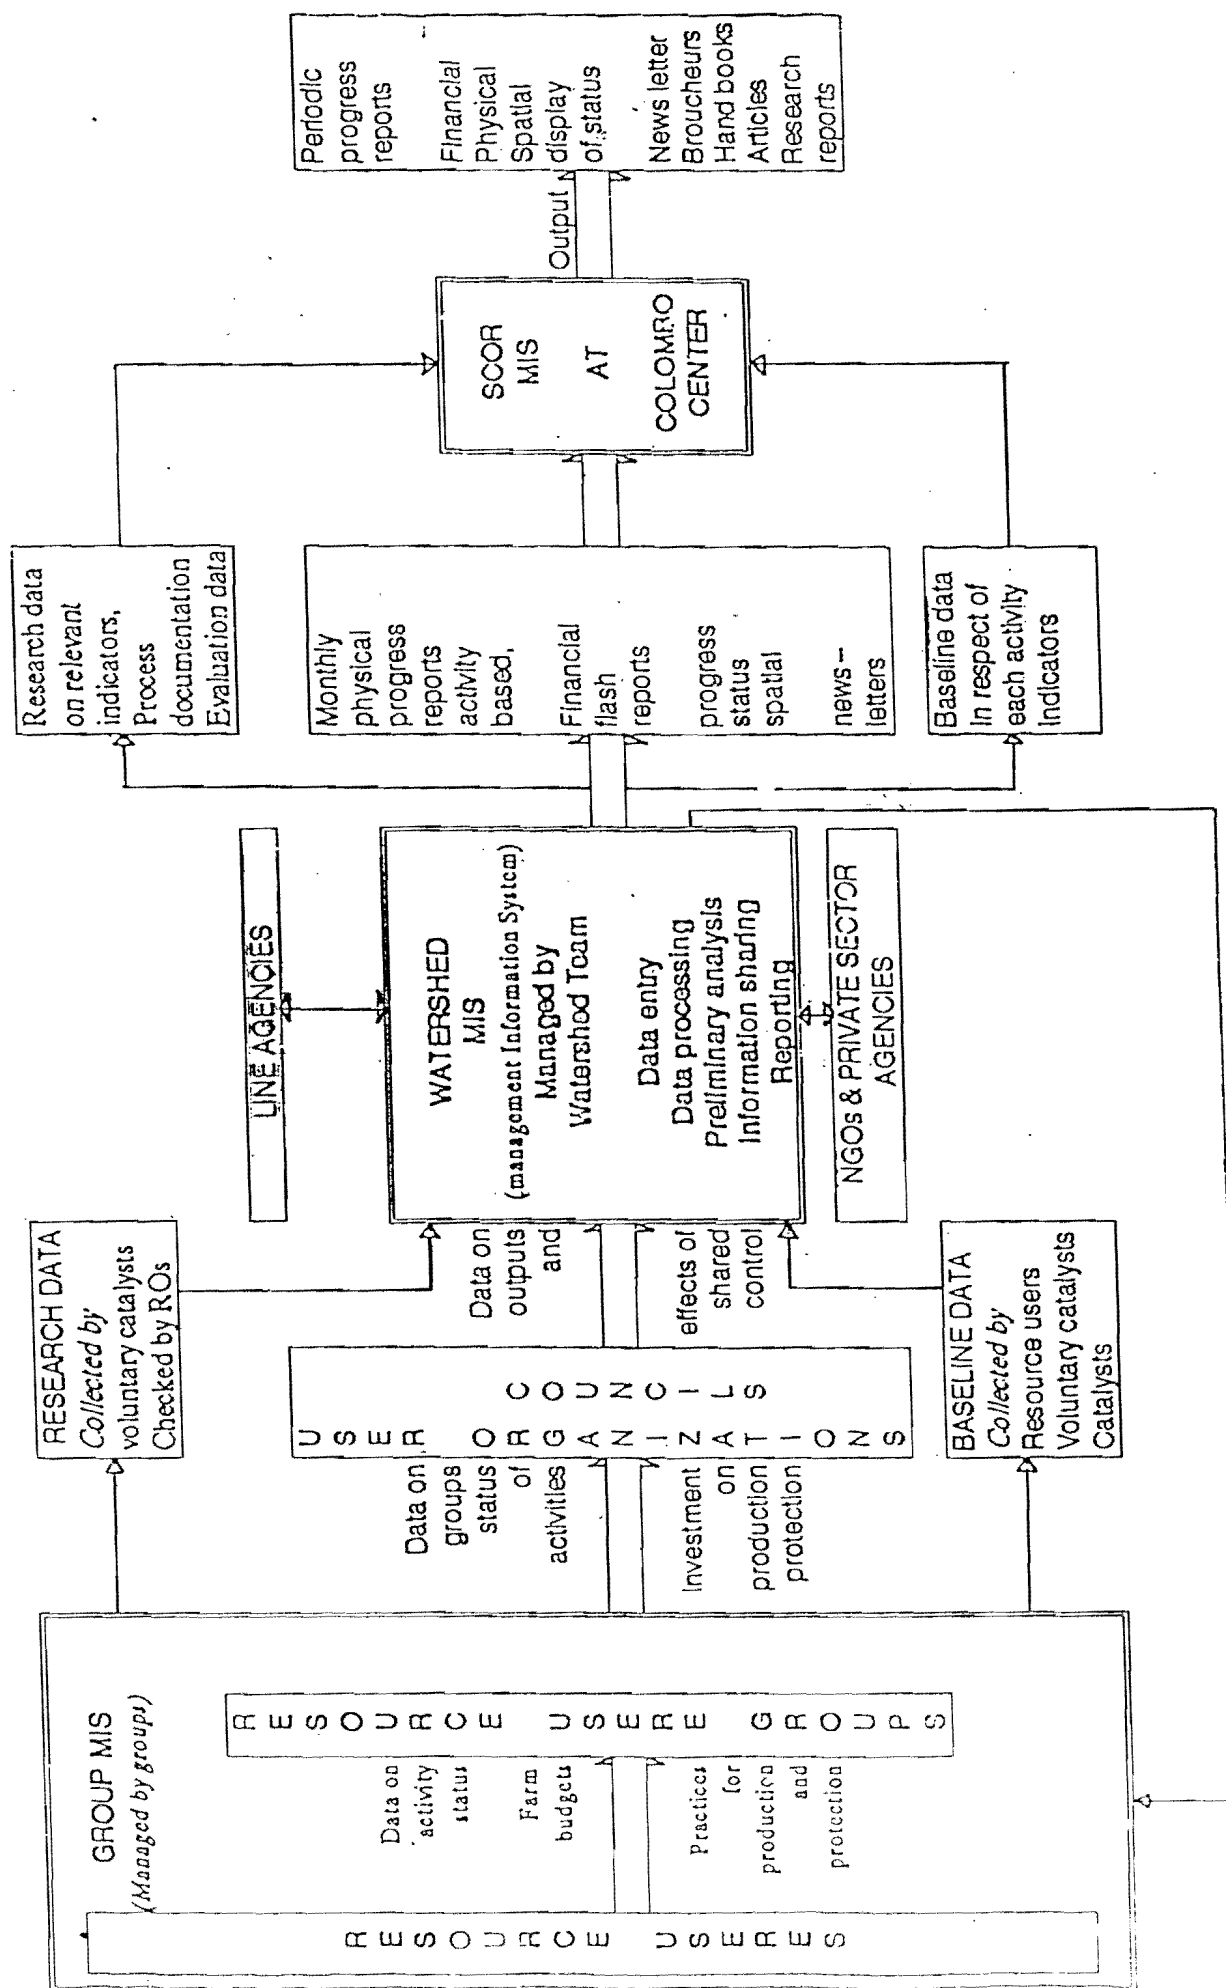 GROUP MIS
(Managed by groups)
RESOURCE USERES
Data on
activity
status
Farm
budgets
Practices
for
production
and
protection
RESOURCE USERE GROUPS
RESEARCH DATA
Collected by
voluntary catalysts
Checked by ROs
Data on
groups
status
of
activities
Investment
on
production
protection
USER ORGANIZATIONS
COUNCILS
BASELINE DATA
Collected by
Resource users
Voluntary catalysts
Catalysts
Data on
outputs
and
effects of
shared
control
LINE AGENCIES
WATERSHED
MIS
(management Information System)
Managed by
Watershed Team
Data entry
Data processing
Preliminary analysis
Information sharing
Reporting
NGOs & PRIVATE SECTOR
AGENCIES
Research data
on relevant
indicators,
Process
documentation
Evaluation data
Monthly
physical
progress
reports
activity
based,
Financial
flash
reports
progress
status
spatial
news-
letters
Baseline data
In respect of
each activity
Indicators
SCOR
MIS
AT
COLOMBO
CENTER
Output
Periodic
progress
reports
Financial
Physical
Spatial
display
of status
News letter
Broucheurs
Hand books
Articles
Research
reports